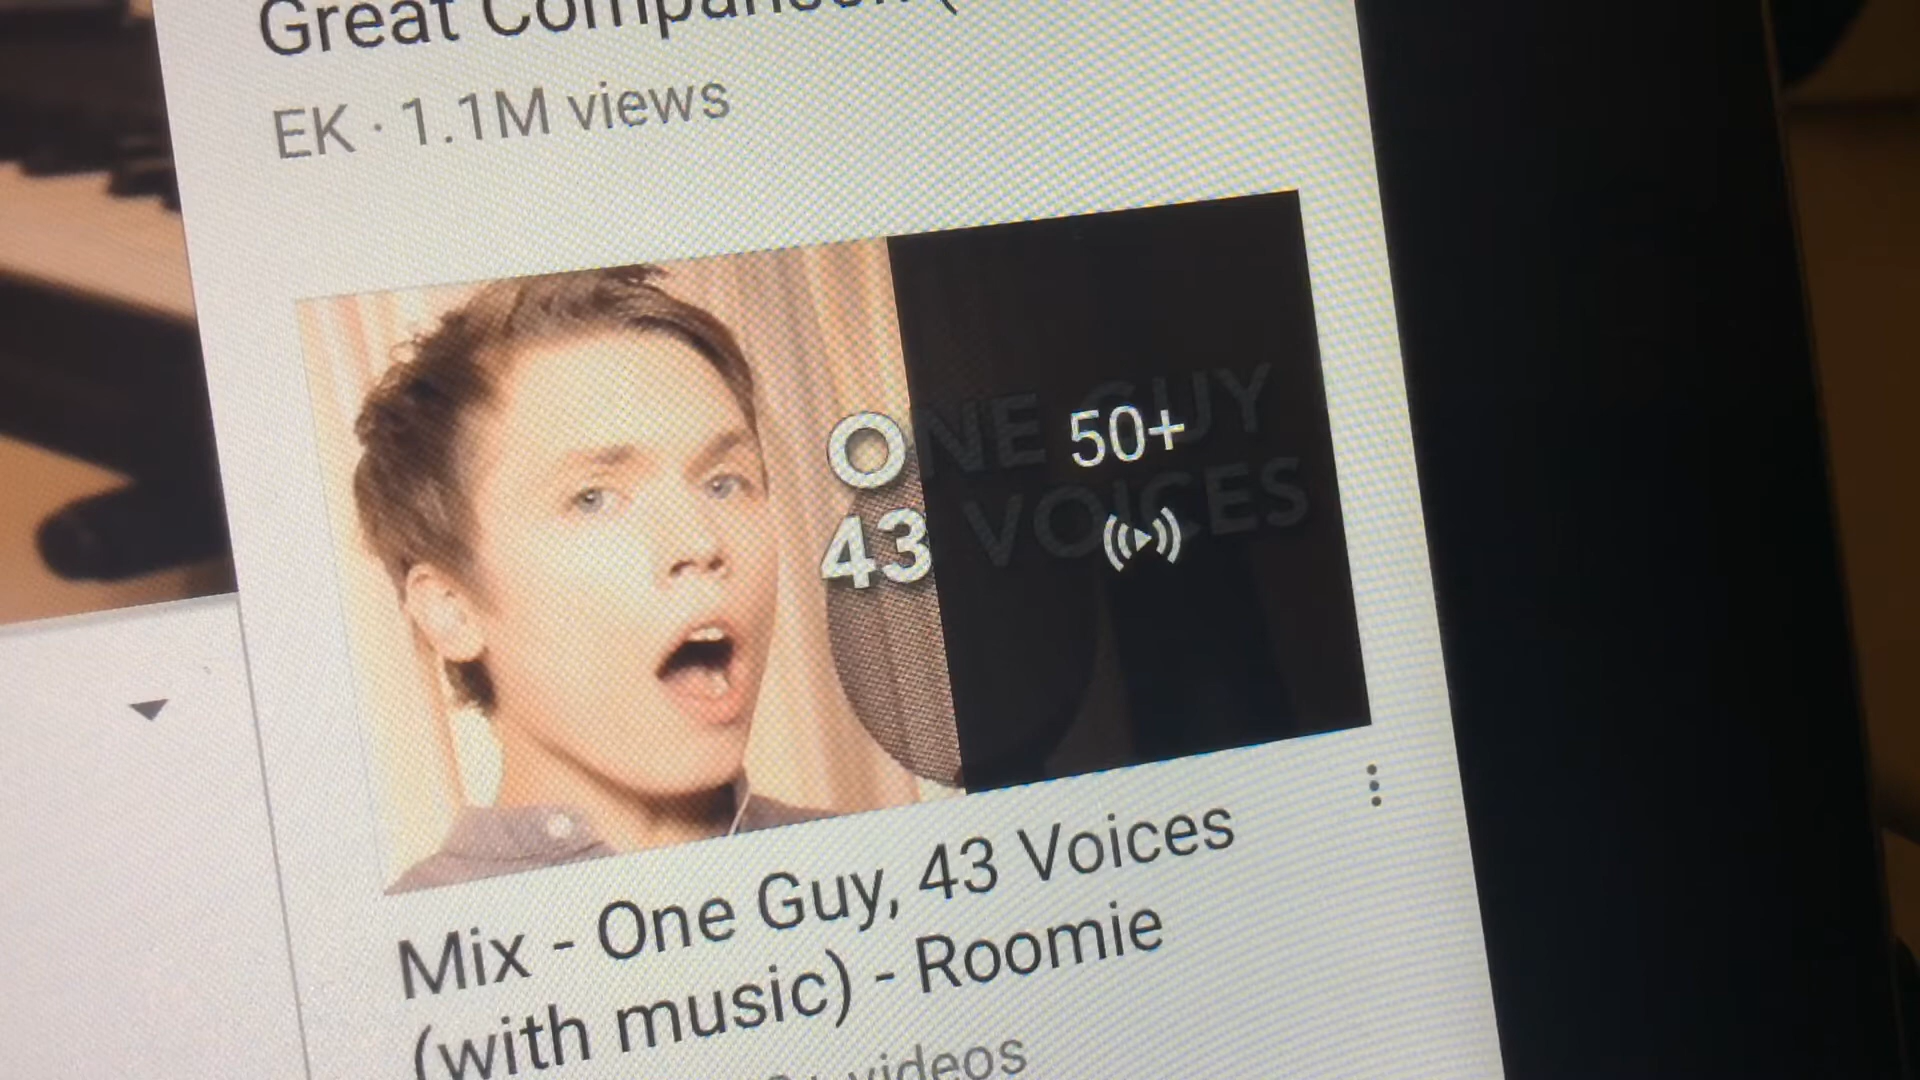 Great
EK · 1.1M views
ONE GUY
50+
43 VOICES
Mix - One Guy, 43 Voices
(with music) - Roomie
videos